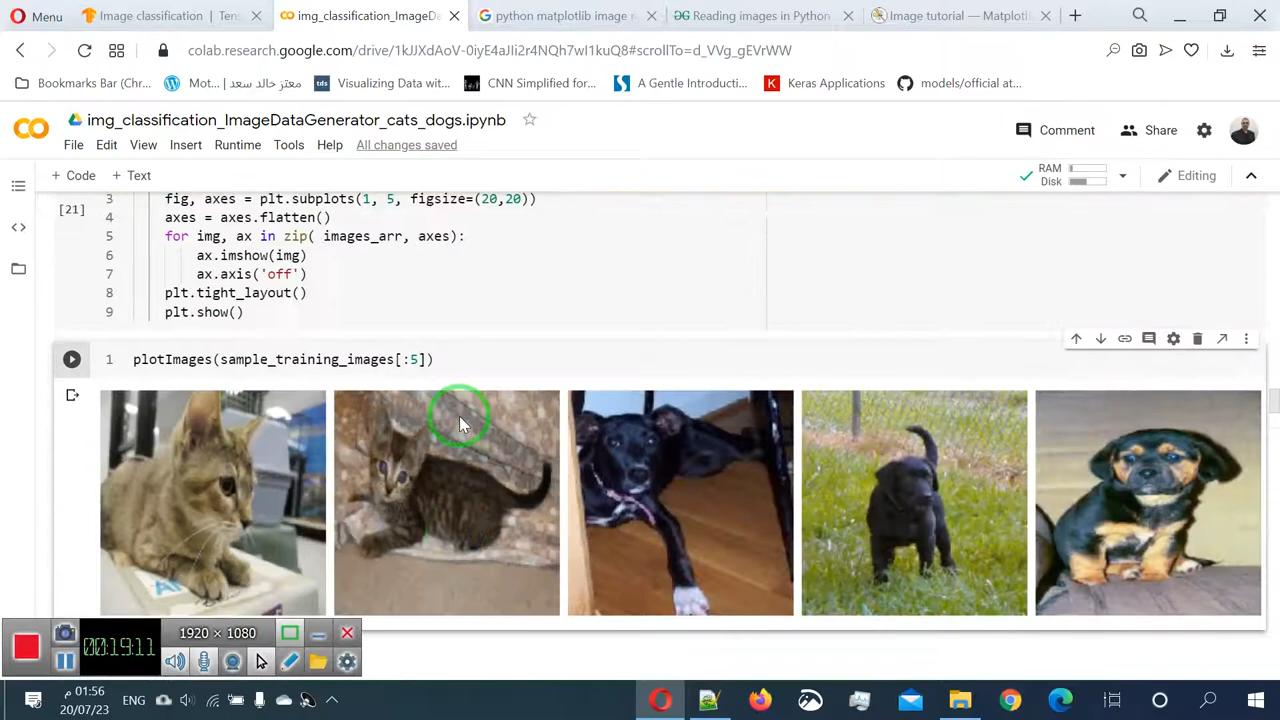 Menu
Image classification | Tens
img_classification_ImageDa
python matplotlib image r
Reading images in Python
Image tutorial — Matplotli
colab.research.google.com/drive/1kJJXdAoV-0iyE4aJIi2r4NQh7wI1kuQ8#scrollTo=d_VVg_gEVrWW
Bookmarks Bar (Chr...
معتز خالد سعد | Mot...
Visualizing Data wit...
CNN Simplified for...
A Gentle Introducti...
Keras Applications
models/official at...
img_classification_ImageDataGenerator_cats_dogs.ipynb
Comment
Share
File Edit View Insert Runtime Tools Help All changes saved
+ Code + Text
RAM
Disk
Editing
3 fig, axes = plt.subplots(1, 5, figsize=(20,20))
[21]
4 axes = axes.flatten()
5 for img, ax in zip( images_arr, axes):
6 ax.imshow(img)
7 ax.axis('off')
8 plt.tight_layout()
9 plt.show()
1 plotImages(sample_training_images[:5])
00:19:11
1920 × 1080
ENG
01:56 م
20/07/23